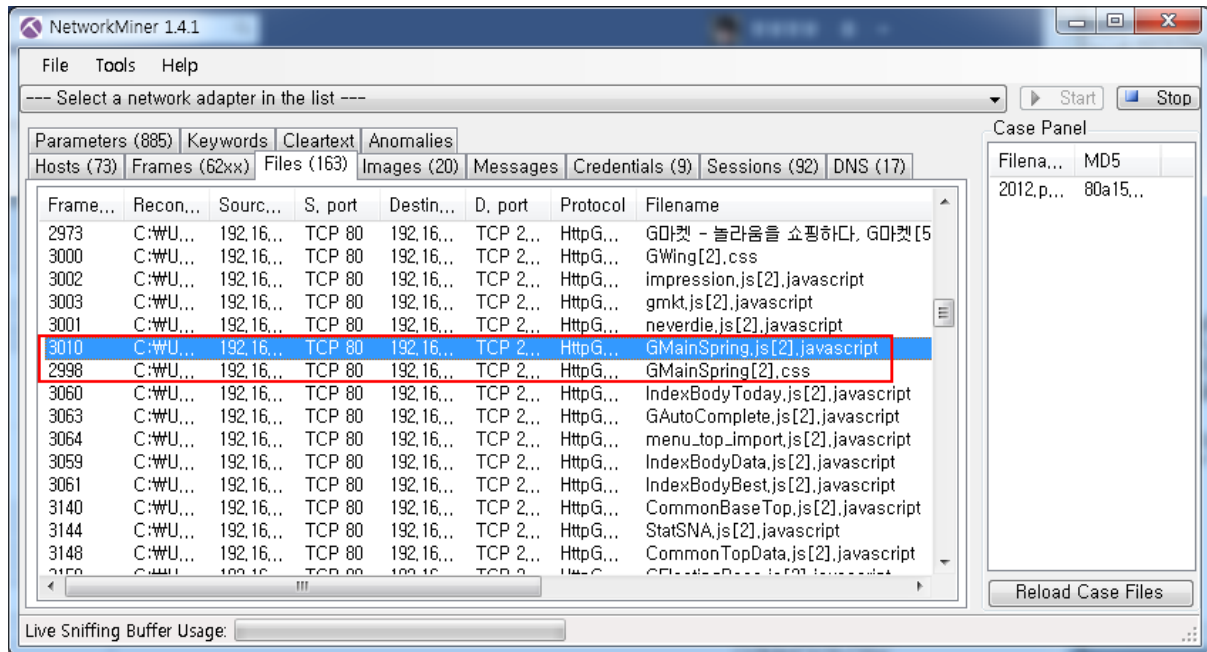 NetworkMiner 1.4.1
File Tools Help
--- Select a network adapter in the list --- Start Stop
Parameters (885) Keywords Cleartext Anomalies
Hosts (73) Frames (62xx) Files (163) Images (20) Messages Credentials (9) Sessions (92) DNS (17)
Frame... Recon... Sourc... S. port Destin... D. port Protocol Filename
2973 C:₩U... 192.16... TCP 80 192.16... TCP 2... HttpG... G마켓 - 놀라움을 쇼핑하다, G마켓[5
3000 C:₩U... 192.16... TCP 80 192.16... TCP 2... HttpG... GWing[2].css
3002 C:₩U... 192.16... TCP 80 192.16... TCP 2... HttpG... impression.js[2].javascript
3003 C:₩U... 192.16... TCP 80 192.16... TCP 2... HttpG... gmkt.js[2].javascript
3001 C:₩U... 192.16... TCP 80 192.16... TCP 2... HttpG... neverdie.js[2].javascript
3010 C:₩U... 192.16... TCP 80 192.16... TCP 2... HttpG... GMainSpring.js[2].javascript
2998 C:₩U... 192.16... TCP 80 192.16... TCP 2... HttpG... GMainSpring[2].css
3060 C:₩U... 192.16... TCP 80 192.16... TCP 2... HttpG... IndexBodyToday.js[2].javascript
3063 C:₩U... 192.16... TCP 80 192.16... TCP 2... HttpG... GAutoComplete.js[2].javascript
3064 C:₩U... 192.16... TCP 80 192.16... TCP 2... HttpG... menu_top_import.js[2].javascript
3059 C:₩U... 192.16... TCP 80 192.16... TCP 2... HttpG... IndexBodyData.js[2].javascript
3061 C:₩U... 192.16... TCP 80 192.16... TCP 2... HttpG... IndexBodyBest.js[2].javascript
3140 C:₩U... 192.16... TCP 80 192.16... TCP 2... HttpG... CommonBaseTop.js[2].javascript
3144 C:₩U... 192.16... TCP 80 192.16... TCP 2... HttpG... StatSNA.js[2].javascript
3148 C:₩U... 192.16... TCP 80 192.16... TCP 2... HttpG... CommonTopData.js[2].javascript
Case Panel
Filena... MD5
2012.p... 80a15...
Reload Case Files
Live Sniffing Buffer Usage: